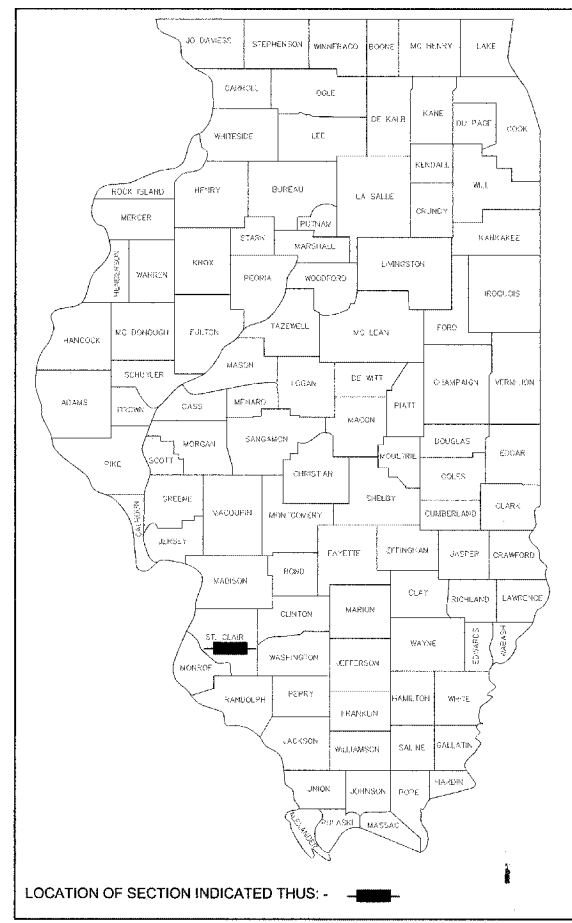 JO DAVIESS STEPHENSON WINNEBAGO BOONE MC HENRY LAKE
CARROLL OGLE
DE KALB KANE DU PAGE COOK
WHITESIDE LEE
KENDALL WILL
ROCK ISLAND HENRY BUREAU LA SALLE GRUNDY
MERCER PUTNAM
STARK MARSHALL KANKAKEE
HENDERSON WARREN KNOX PEORIA WOODFORD LIVINGSTON IROQUOIS
HANCOCK MC DONOUGH FULTON TAZEWELL MC LEAN FORD
MASON
SCHUYLER LOGAN DE WITT CHAMPAIGN VERMILION
ADAMS BROWN CASS MENARD MACON PIATT
MORGAN SANGAMON DOUGLAS
PIKE SCOTT CHRISTIAN MOULTRIE COLES EDGAR
GREENE MACOUPIN MONTGOMERY SHELBY CUMBERLAND CLARK
CALHOUN JERSEY FAYETTE EFFINGHAM JASPER CRAWFORD
MADISON BOND
CLAY RICHLAND LAWRENCE
CLINTON MARION
ST. CLAIR WAYNE EDWARDS WABASH
MONROE WASHINGTON JEFFERSON
RANDOLPH PERRY HAMILTON WHITE
FRANKLIN
JACKSON WILLIAMSON SALINE GALLATIN
UNION JOHNSON POPE HARDIN
ALEXANDER PULASKI MASSAC
LOCATION OF SECTION INDICATED THUS: -